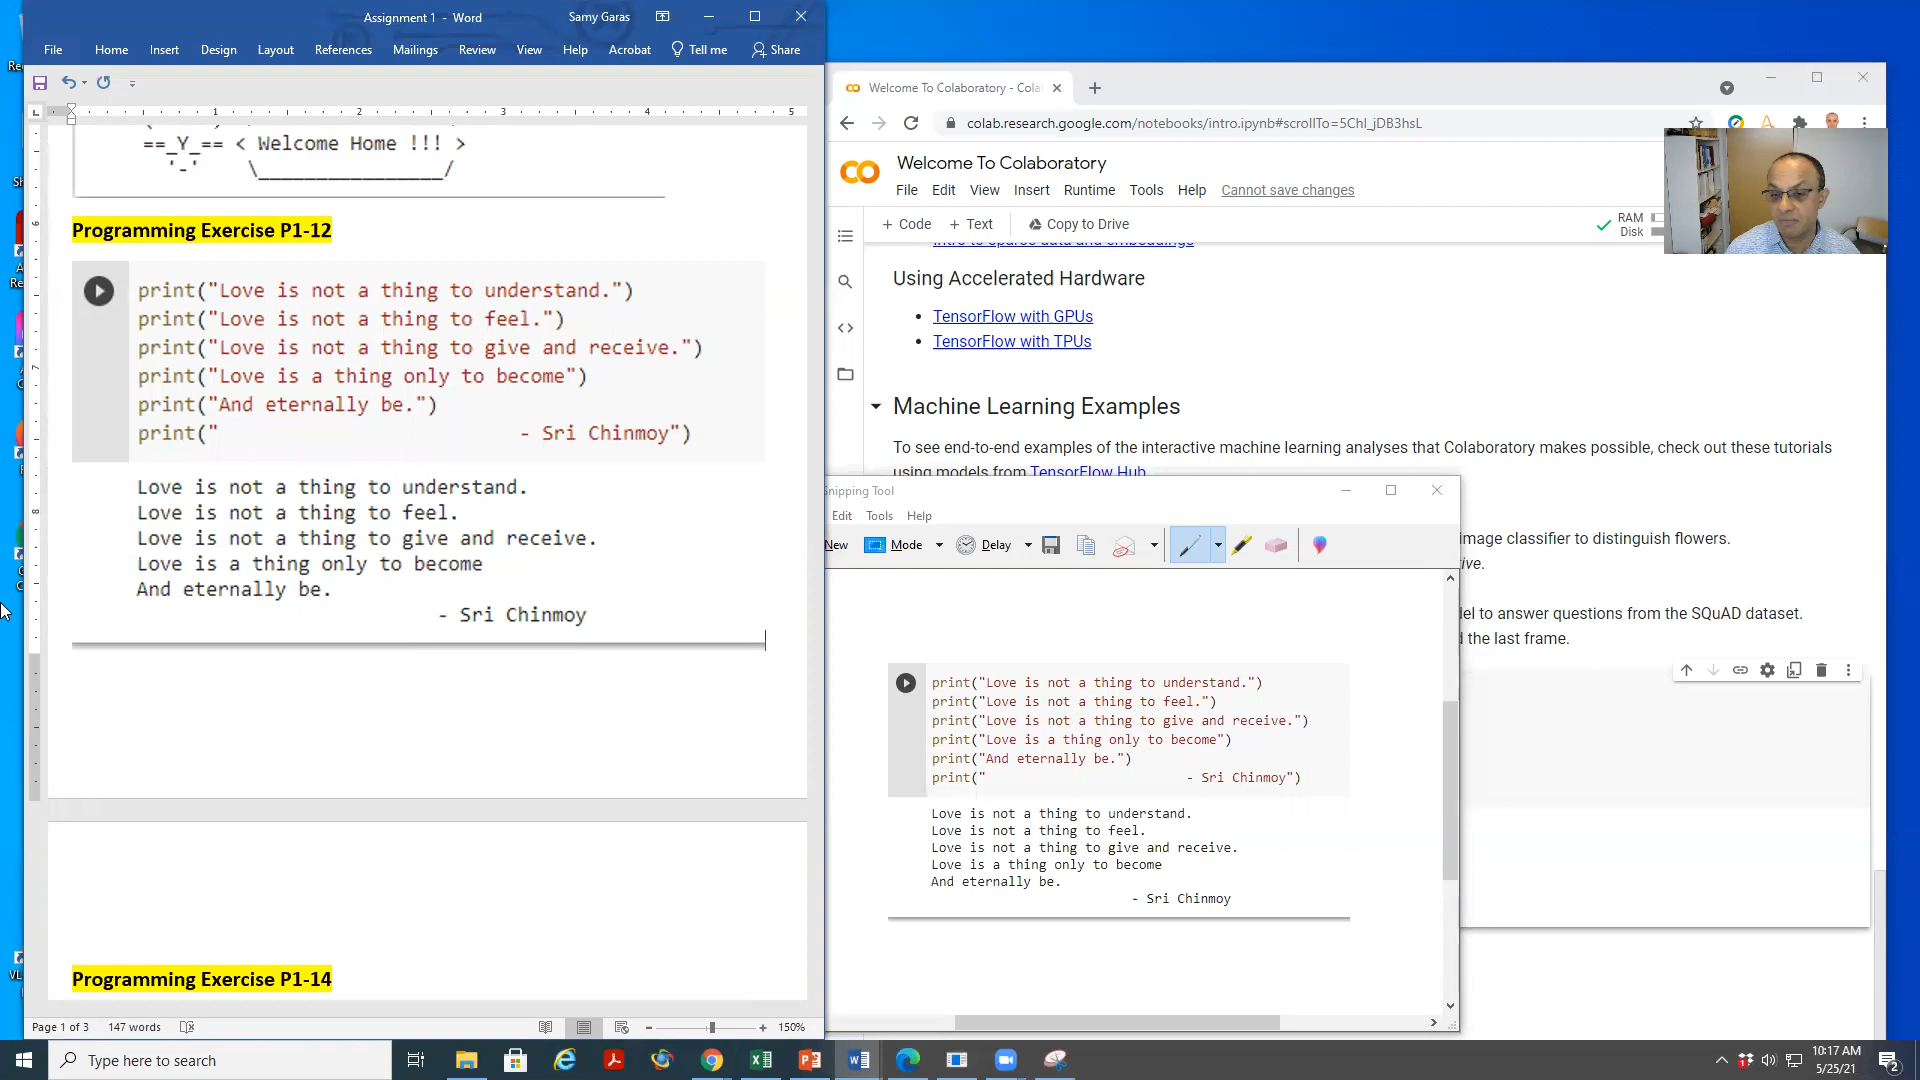 Assignment 1 - Word
Samy Garas
File Home Insert Design Layout References Mailings Review View Help Acrobat Tell me Share
1 2 3 4 5
==_Y_== < Welcome Home !!! >
'-' \________________/
Programming Exercise P1-12
print("Love is not a thing to understand.")
print("Love is not a thing to feel.")
print("Love is not a thing to give and receive.")
print("Love is a thing only to become")
print("And eternally be.")
print(" - Sri Chinmoy")
Love is not a thing to understand.
Love is not a thing to feel.
Love is not a thing to give and receive.
Love is a thing only to become
And eternally be.
- Sri Chinmoy
Programming Exercise P1-14
Page 1 of 3 147 words 150%
Welcome To Colaboratory - Cola
colab.research.google.com/notebooks/intro.ipynb#scrollTo=5Chl_jDB3hsL
Welcome To Colaboratory
File Edit View Insert Runtime Tools Help Cannot save changes
+ Code + Text Copy to Drive
RAM
Disk
Intro to sparse data and embeddings
Using Accelerated Hardware
TensorFlow with GPUs
TensorFlow with TPUs
Machine Learning Examples
To see end-to-end examples of the interactive machine learning analyses that Colaboratory makes possible, check out these tutorials
using models from TensorFlow Hub
image classifier to distinguish flowers.
ive.
el to answer questions from the SQuAD dataset.
d the last frame.
Snipping Tool
Edit Tools Help
New Mode Delay
print("Love is not a thing to understand.")
print("Love is not a thing to feel.")
print("Love is not a thing to give and receive.")
print("Love is a thing only to become")
print("And eternally be.")
print(" - Sri Chinmoy")
Love is not a thing to understand.
Love is not a thing to feel.
Love is not a thing to give and receive.
Love is a thing only to become
And eternally be.
- Sri Chinmoy
Type here to search
10:17 AM
5/25/21
2